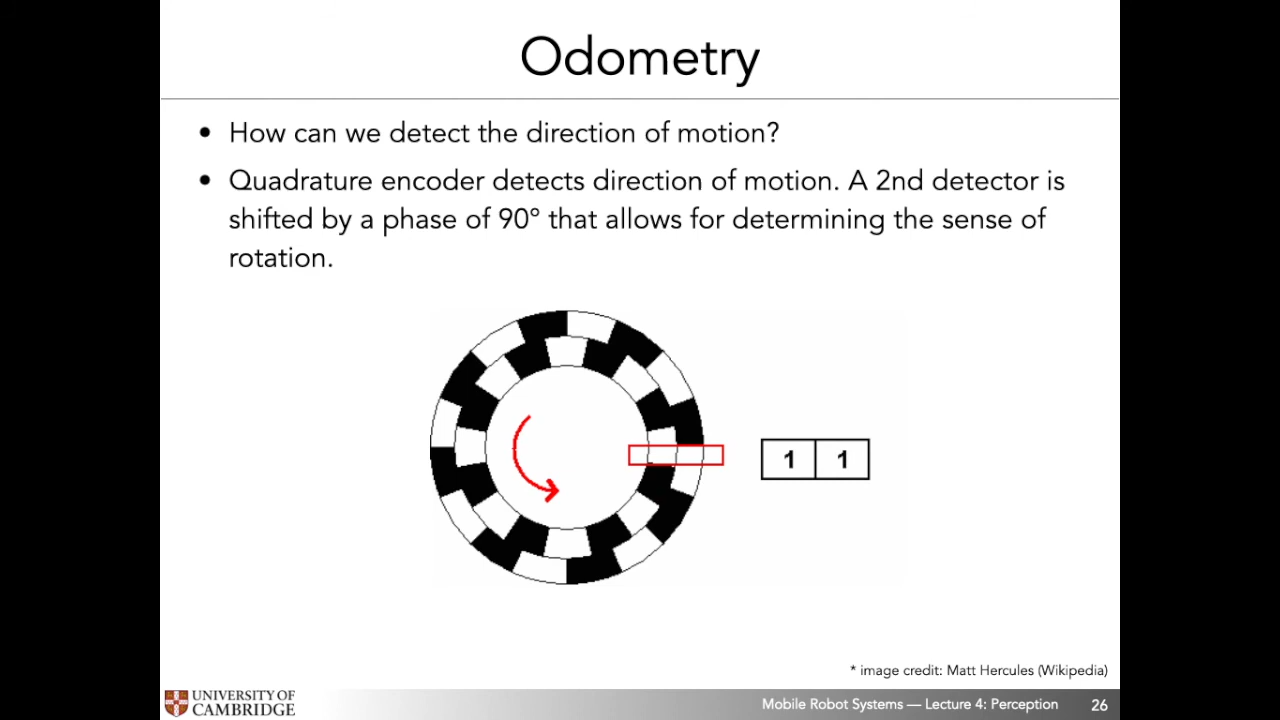 Odometry
• How can we detect the direction of motion?
• Quadrature encoder detects direction of motion. A 2nd detector is
shifted by a phase of 90° that allows for determining the sense of
rotation.
1 1
* image credit: Matt Hercules (Wikipedia)
UNIVERSITY OF
CAMBRIDGE
Mobile Robot Systems — Lecture 4: Perception 26